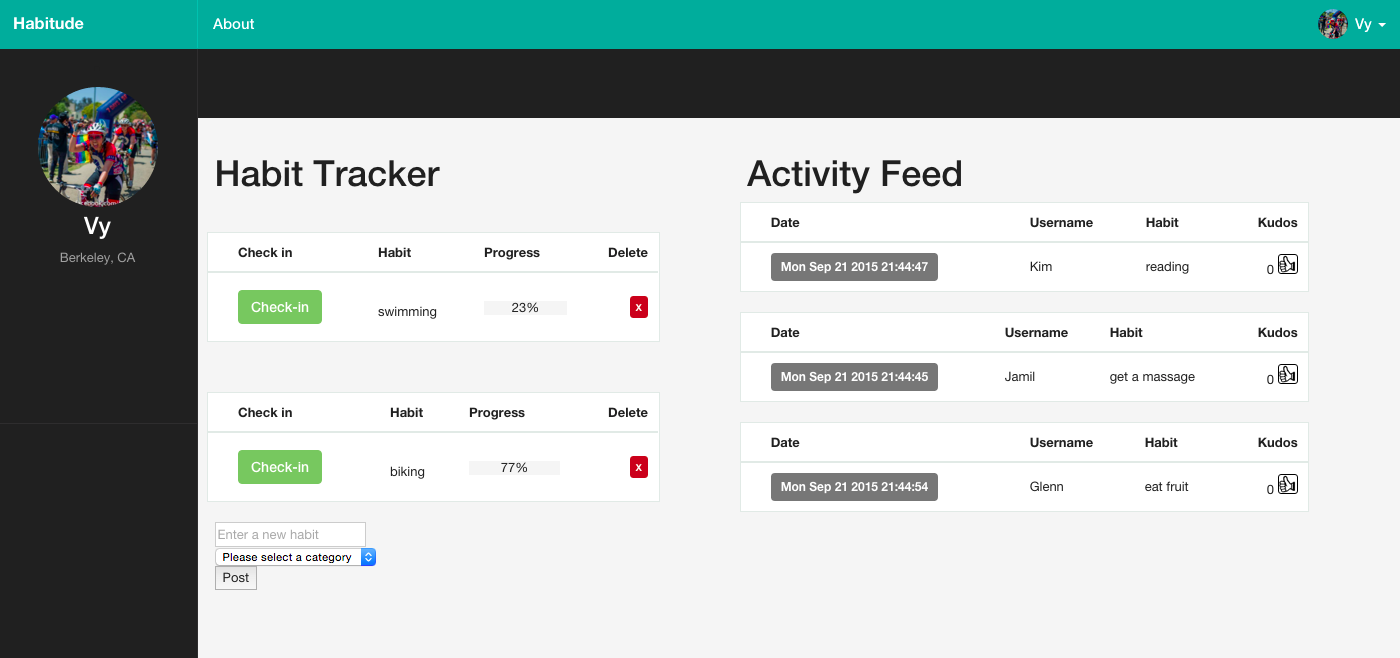 Habitude
About
Vy
Vy
Berkeley, CA
Habit Tracker
Check in Habit Progress Delete
Check-in swimming 23% x
Check in Habit Progress Delete
Check-in biking 77% x
Enter a new habit
Please select a category
Post
Activity Feed
Date Username Habit Kudos
Mon Sep 21 2015 21:44:47 Kim reading 0
Date Username Habit Kudos
Mon Sep 21 2015 21:44:45 Jamil get a massage 0
Date Username Habit Kudos
Mon Sep 21 2015 21:44:54 Glenn eat fruit 0